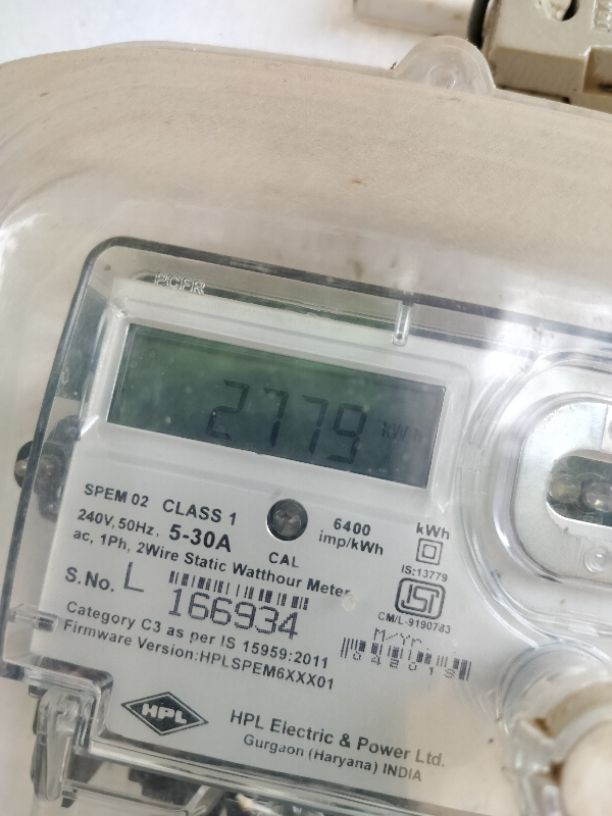 2779 kWh
SPEM 02 CLASS 1
240V, 50Hz, 5-30A
ac, 1Ph, 2Wire Static Watthour Meter
CAL
6400
imp/kWh
kWh
IS:13779
ISI
CM/L-9190783
S.No. L 166934
M/Yr.
Category C3 as per IS 15959:2011
Firmware Version:HPLSPEM6XXX01
HPL
HPL Electric & Power Ltd.
Gurgaon (Haryana) INDIA